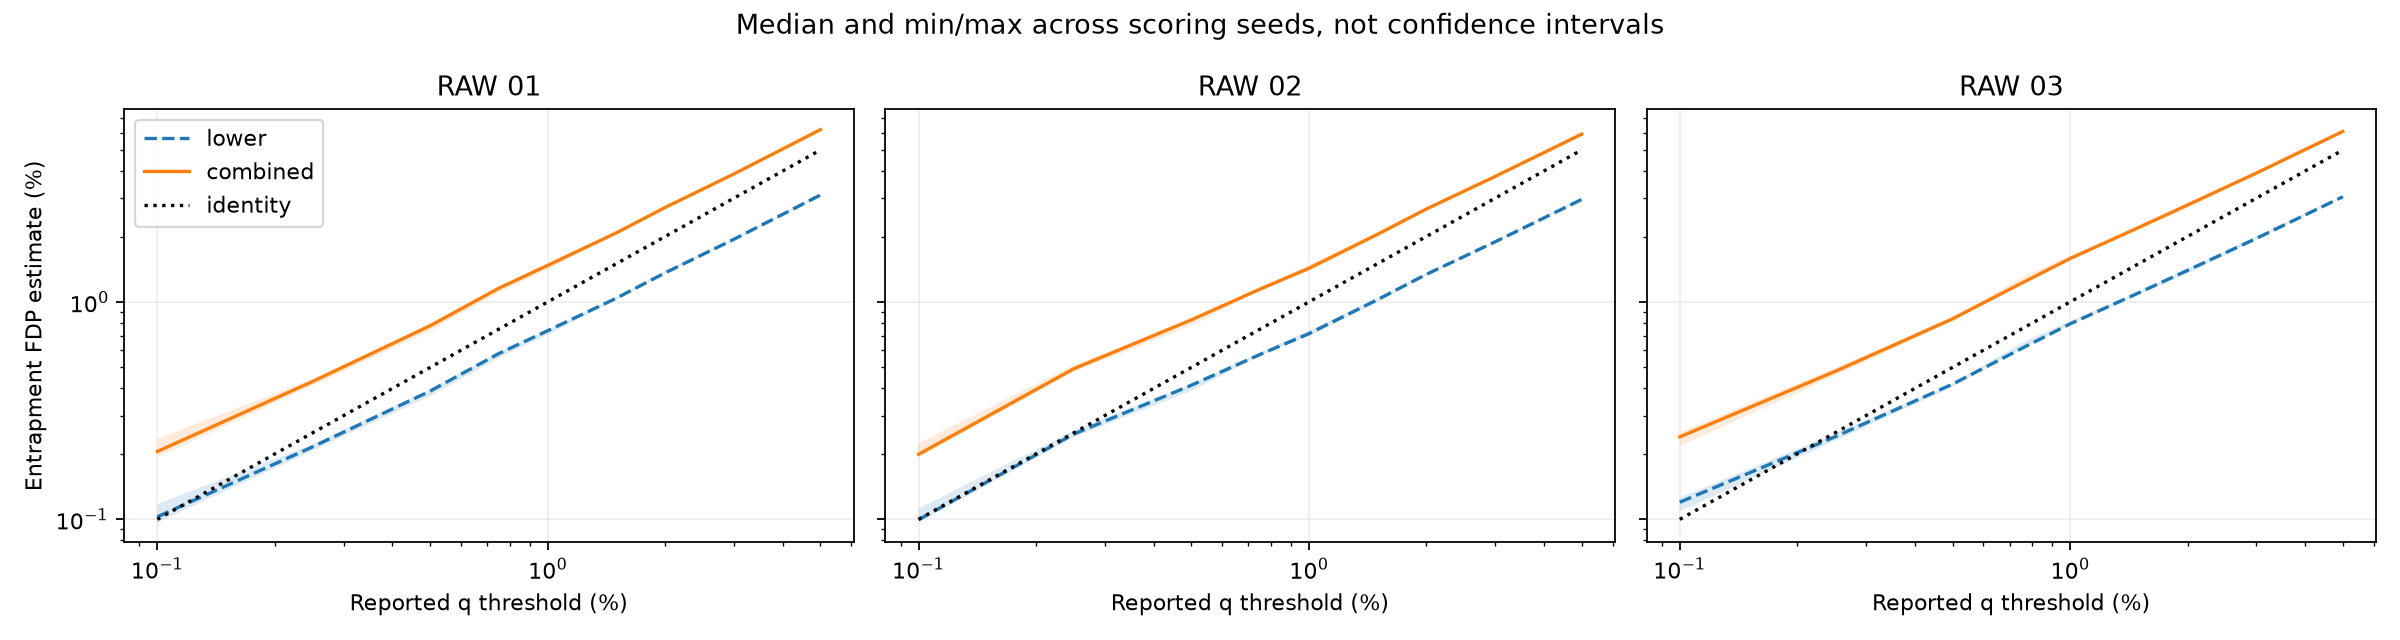 Median and min/max across scoring seeds, not confidence intervals
RAW 01
RAW 02
RAW 03
lower
combined
identity
Entrapment FDP estimate (%)
10⁰
10⁻¹
10⁻¹ 10⁰
10⁻¹ 10⁰
10⁻¹ 10⁰
Reported q threshold (%)
Reported q threshold (%)
Reported q threshold (%)